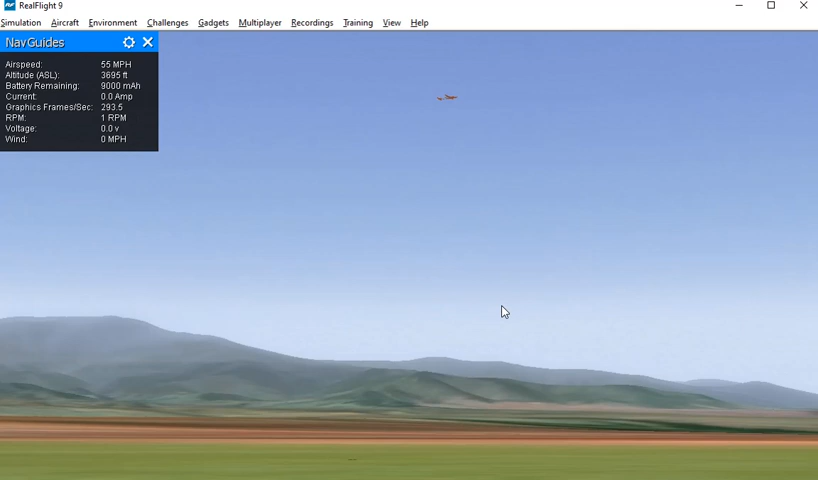 RealFlight 9
Simulation Aircraft Environment Challenges Gadgets Multiplayer Recordings Training View Help
NavGuides
Airspeed: 55 MPH
Altitude (ASL): 3695 ft
Battery Remaining: 9000 mAh
Current: 0.0 Amp
Graphics Frames/Sec: 293.5
RPM: 1 RPM
Voltage: 0.0 v
Wind: 0 MPH